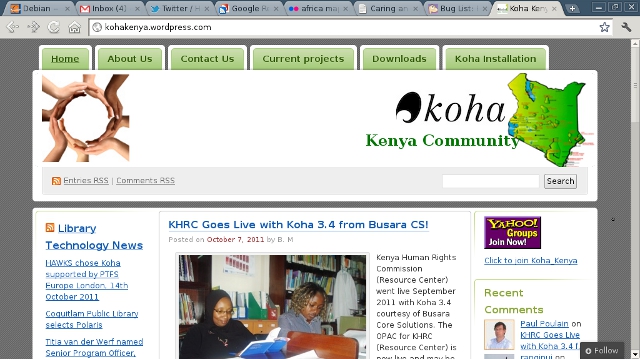 Debian
Inbox (4)
Twitter / H
Google R
africa ma
Caring an
Bug List:
Koha Ken
kohakenya.wordpress.com
Home
About Us
Contact Us
Current projects
Downloads
Koha Installation
koha
Kenya Community
Entries RSS | Comments RSS
Search
Library
Technology News
HAWKS chose Koha
supported by PTFS
Europe London, 14th
October 2011
Coquitlam Public Library
selects Polaris
Titia van der Werf named
Senior Program Officer,
KHRC Goes Live with Koha 3.4 from Busara CS!
Posted on October 7, 2011 by B. M
Kenya Human Rights
Commission
(Resource Center)
went live September
2011 with Koha 3.4
courtesy of Busara
Core Solutions. The
OPAC for KHRC
(Resource Center) is
now live and may be
YAHOO!
Groups
Join Now!
Click to join Koha_Kenya
Recent
Comments
Paul Poulain on
KHRC Goes Live
with Koha 3.4 f
ranginui on
Follow